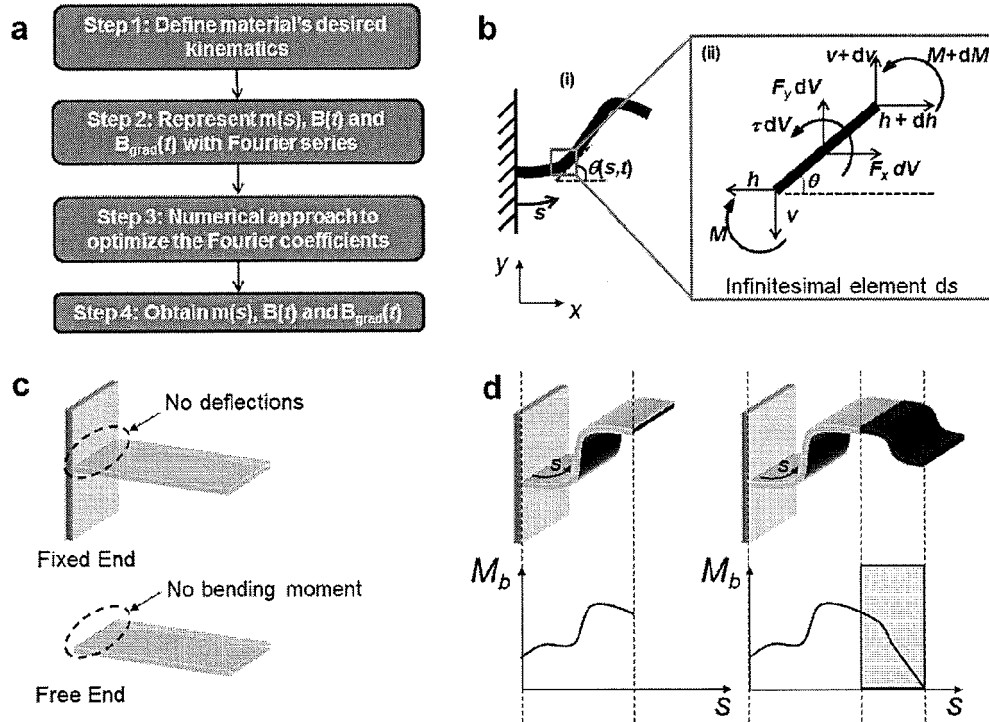 a
Step 1: Define material's desired
kinematics
Step 2: Represent m(s), B(t) and
B_grad(t) with Fourier series
Step 3: Numerical approach to
optimize the Fourier coefficients
Step 4: Obtain m(s), B(t) and B_grad(t)
b
(i)
θ(s,t)
s
y
x
(ii)
v+dv
M+dM
F_y dV
τdV
h + dh
F_x dV
h
θ
v
M
Infinitesimal element ds
c
No deflections
Fixed End
No bending moment
Free End
d
s
s
M_b
M_b
s
s